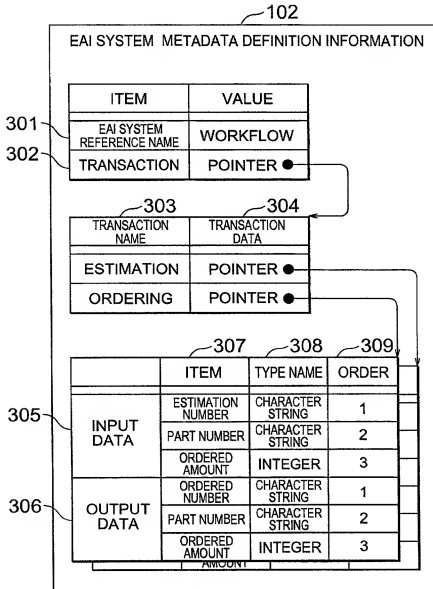 102
EAI SYSTEM METADATA DEFINITION INFORMATION
ITEM VALUE
301 EAI SYSTEM REFERENCE NAME WORKFLOW
302 TRANSACTION POINTER
303 304
TRANSACTION NAME TRANSACTION DATA
ESTIMATION POINTER
ORDERING POINTER
307 308 309
ITEM TYPE NAME ORDER
305 INPUT DATA ESTIMATION NUMBER CHARACTER STRING 1
PART NUMBER CHARACTER STRING 2
ORDERED AMOUNT INTEGER 3
306 OUTPUT DATA ORDERED NUMBER CHARACTER STRING 1
PART NUMBER CHARACTER STRING 2
ORDERED AMOUNT INTEGER 3
AMOUNT